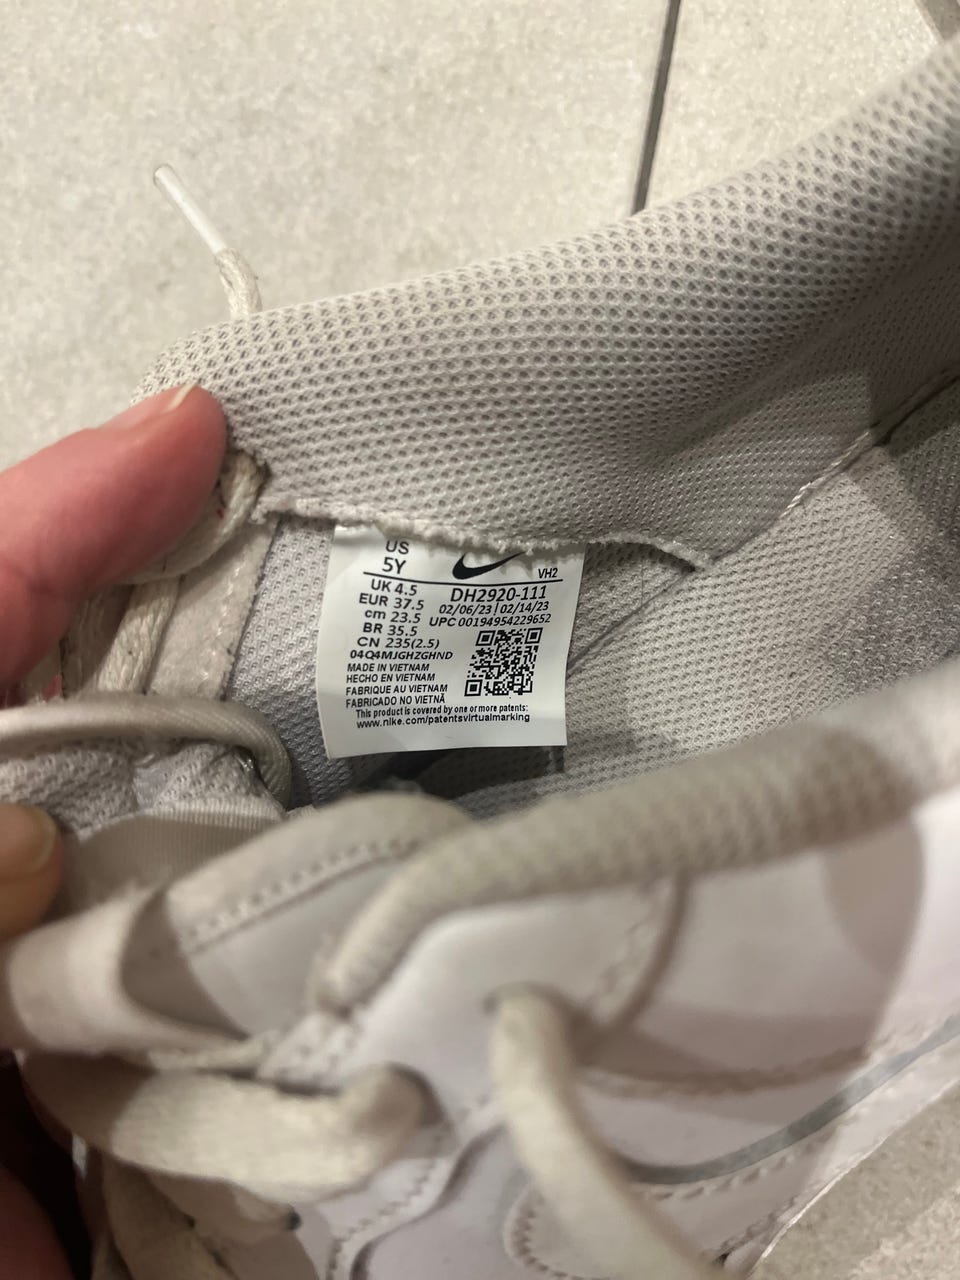 US
5Y
VH2
UK 4.5
EUR 37.5
cm 23.5
BR 35.5
CN 235(2.5)
DH2920-111
02/06/23 | 02/14/23
UPC 00194954229652
04Q4MJGHZGHND
MADE IN VIETNAM
HECHO EN VIETNAM
FABRIQUE AU VIETNAM
FABRICADO NO VIETNÃ
This product is covered by one or more patents:
www.nike.com/patentsvirtualmarking